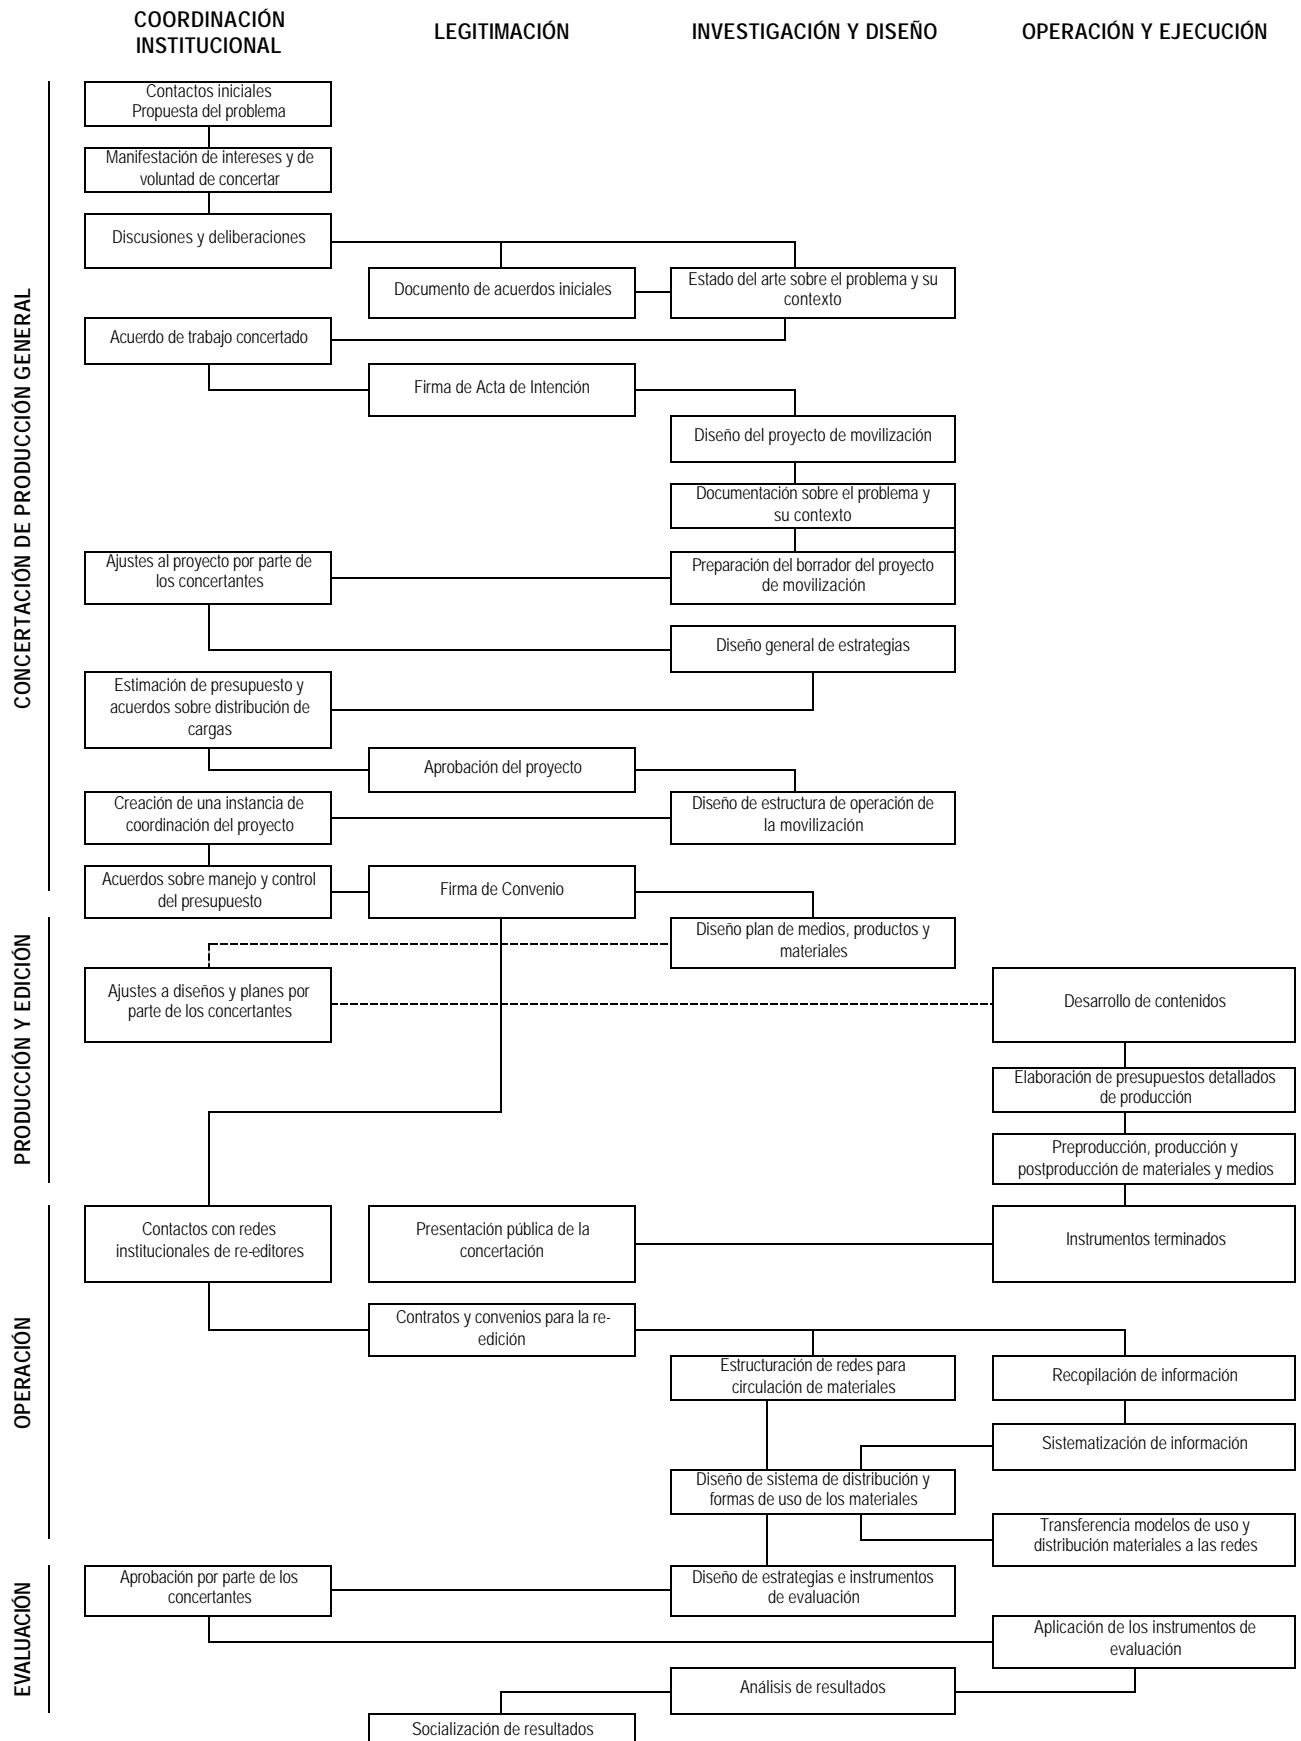 COORDINACIÓN
INSTITUCIONAL
LEGITIMACIÓN
INVESTIGACIÓN Y DISEÑO
OPERACIÓN Y EJECUCIÓN
CONCERTACIÓN DE PRODUCCIÓN GENERAL
Contactos iniciales
Propuesta del problema
Manifestación de intereses y de
voluntad de concertar
Discusiones y deliberaciones
Documento de acuerdos iniciales
Estado del arte sobre el problema y su
contexto
Acuerdo de trabajo concertado
Firma de Acta de Intención
Diseño del proyecto de movilización
Documentación sobre el problema y
su contexto
Ajustes al proyecto por parte de
los concertantes
Preparación del borrador del proyecto
de movilización
Diseño general de estrategias
Estimación de presupuesto y
acuerdos sobre distribución de
cargas
Aprobación del proyecto
Creación de una instancia de
coordinación del proyecto
Diseño de estructura de operación de
la movilización
Acuerdos sobre manejo y control
del presupuesto
Firma de Convenio
PRODUCCIÓN Y EDICIÓN
Diseño plan de medios, productos y
materiales
Ajustes a diseños y planes por
parte de los concertantes
Desarrollo de contenidos
Elaboración de presupuestos detallados
de producción
Preproducción, producción y
postproducción de materiales y medios
OPERACIÓN
Contactos con redes
institucionales de re-editores
Presentación pública de la
concertación
Instrumentos terminados
Contratos y convenios para la re-
edición
Estructuración de redes para
circulación de materiales
Recopilación de información
Sistematización de información
Diseño de sistema de distribución y
formas de uso de los materiales
Transferencia modelos de uso y
distribución materiales a las redes
EVALUACIÓN
Aprobación por parte de los
concertantes
Diseño de estrategias e instrumentos
de evaluación
Aplicación de los instrumentos de
evaluación
Análisis de resultados
Socialización de resultados